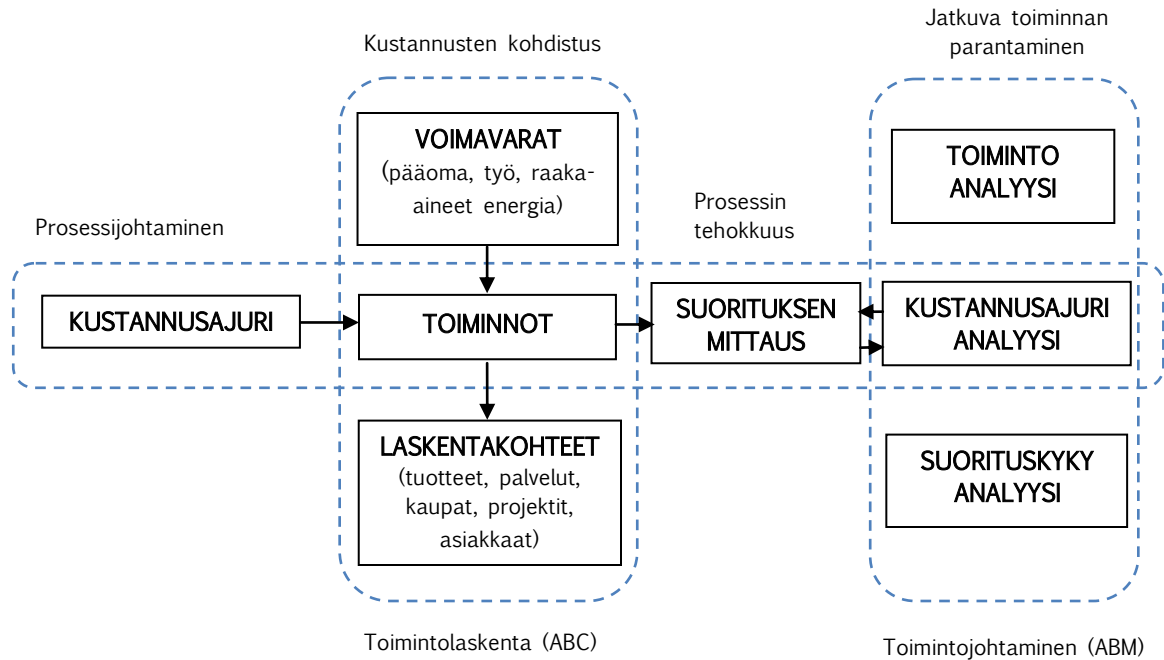 Kustannusten kohdistus
Jatkuva toiminnan
parantaminen
VOIMAVARAT
(pääoma, työ, raaka-
aineet energia)
TOIMINTO
ANALYYSI
Prosessijohtaminen
Prosessin
tehokkuus
KUSTANNUSAJURI
TOIMINNOT
SUORITUKSEN
MITTAUS
KUSTANNUSAJURI
ANALYYSI
LASKENTAKOHTEET
(tuotteet, palvelut,
kaupat, projektit,
asiakkaat)
SUORITUSKYKY
ANALYYSI
Toimintolaskenta (ABC)
Toimintojohtaminen (ABM)